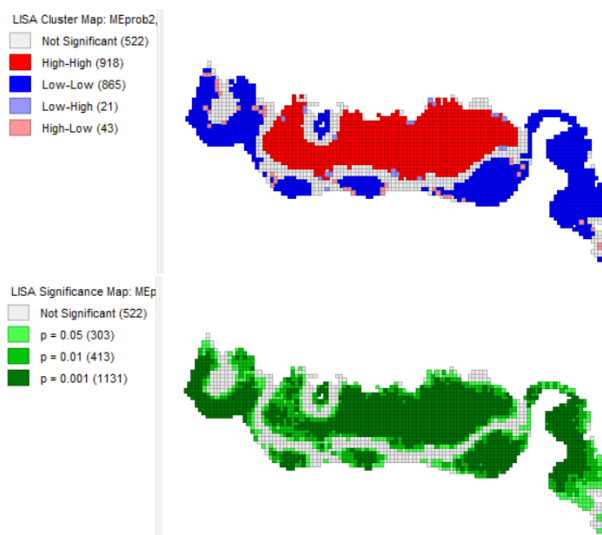 LISA Cluster Map: MEprob2,
Not Significant (522)
High-High (918)
Low-Low (865)
Low-High (21)
High-Low (43)
LISA Significance Map: MEp
Not Significant (522)
p = 0.05 (303)
p = 0.01 (413)
p = 0.001 (1131)